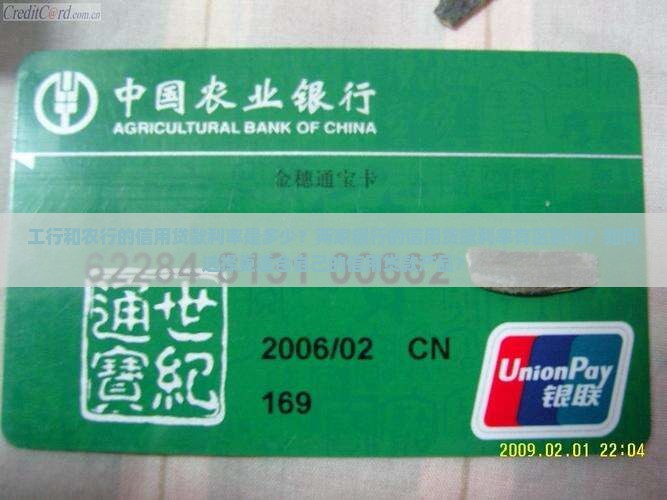 CreditCard.com.cn
中国农业银行
AGRICULTURAL BANK OF CHINA
金穗通宝卡
工行和农行的信用贷款利率是多少？
世纪
通寶
2006/02 CN
169
UnionPay
银联
2009.02.01 22:04